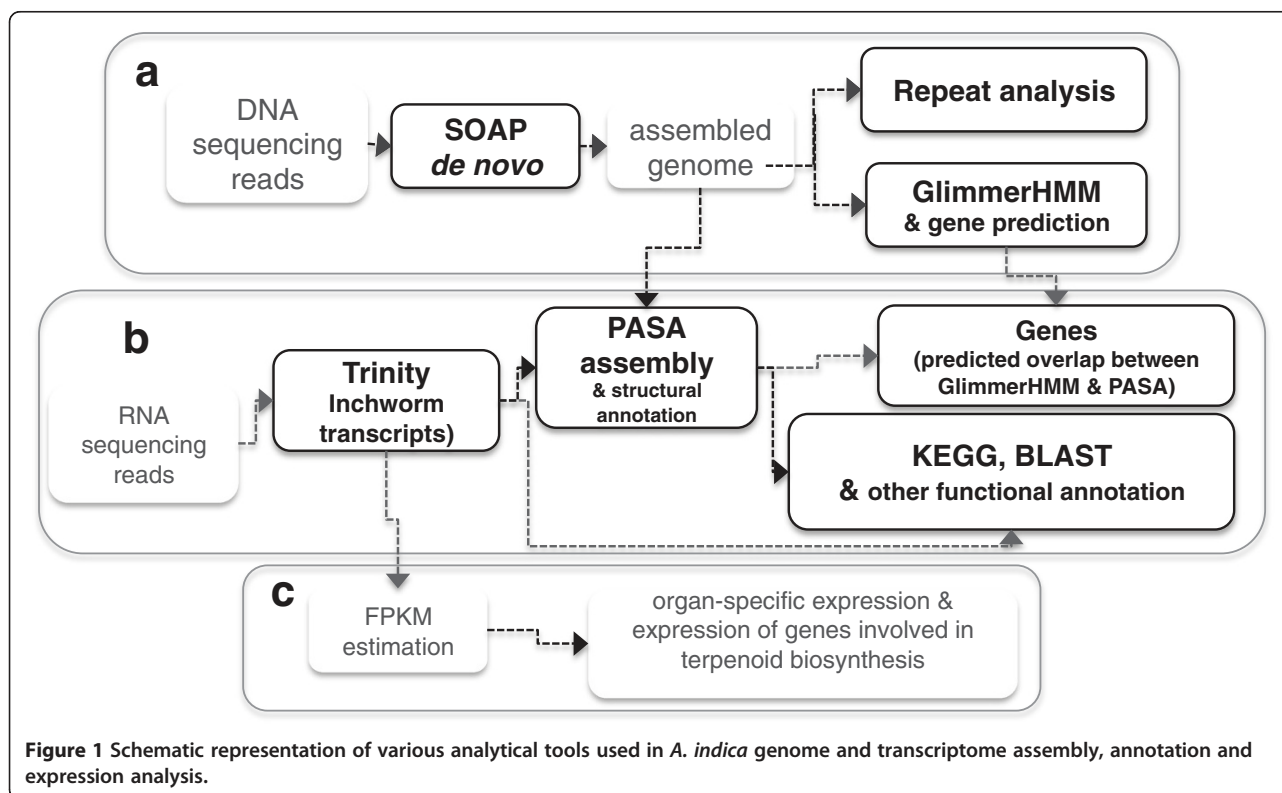 a
DNA
sequencing
reads
SOAP
de novo
assembled
genome
Repeat analysis
GlimmerHMM
& gene prediction
b
RNA
sequencing
reads
Trinity
Inchworm
transcripts)
PASA
assembly
& structural
annotation
Genes
(predicted overlap between
GlimmerHMM & PASA)
KEGG, BLAST
& other functional annotation
c
FPKM
estimation
organ-specific expression &
expression of genes involved in
terpenoid biosynthesis
Figure 1 Schematic representation of various analytical tools used in A. indica genome and transcriptome assembly, annotation and
expression analysis.